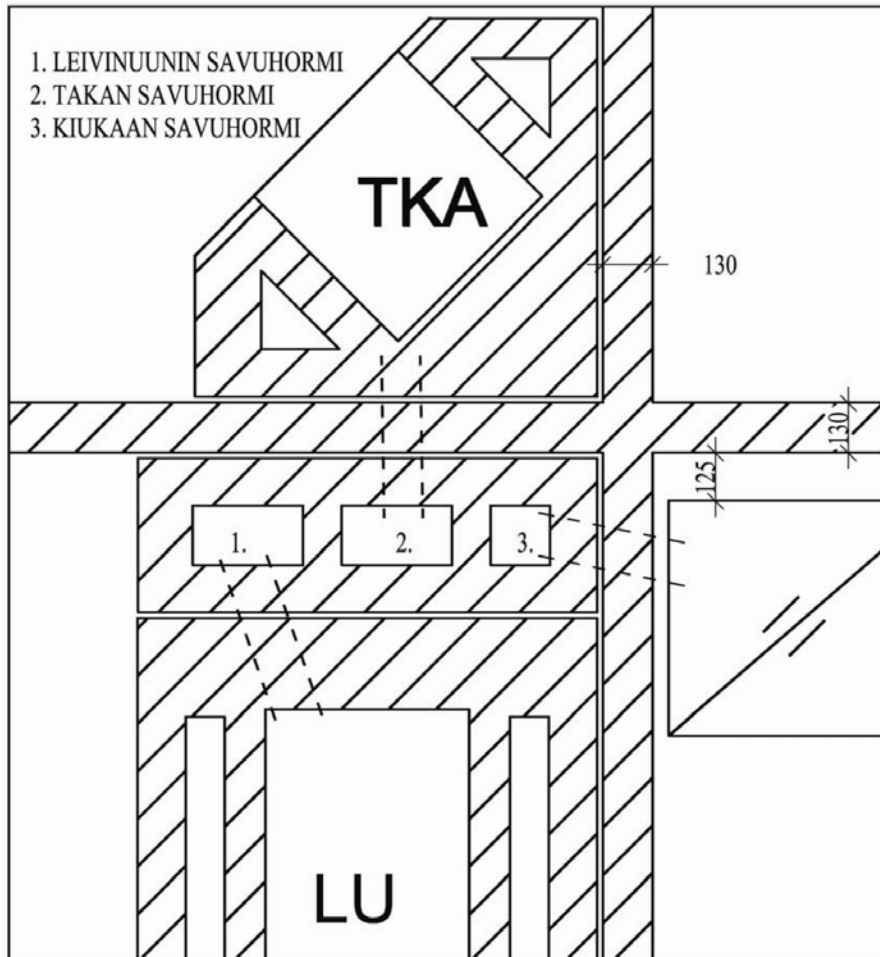 1. LEIVINUUNIN SAVUHORMI
2. TAKAN SAVUHORMI
3. KIUKAAN SAVUHORMI
TKA
130
130
125
1.
2.
3.
LU